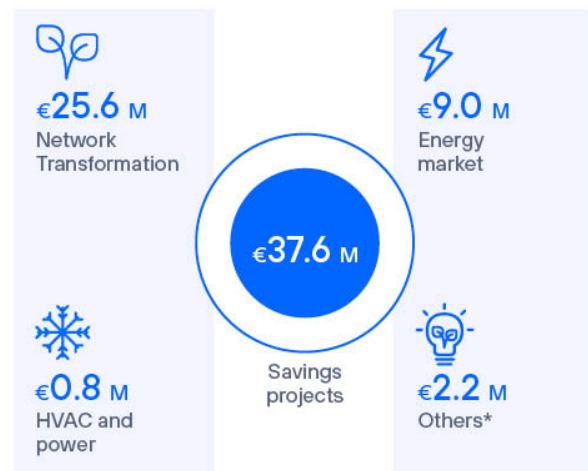 €25.6 M
Network
Transformation
€9.0 M
Energy
market
€37.6 M
Savings
projects
€0.8 M
HVAC and
power
€2.2 M
Others*